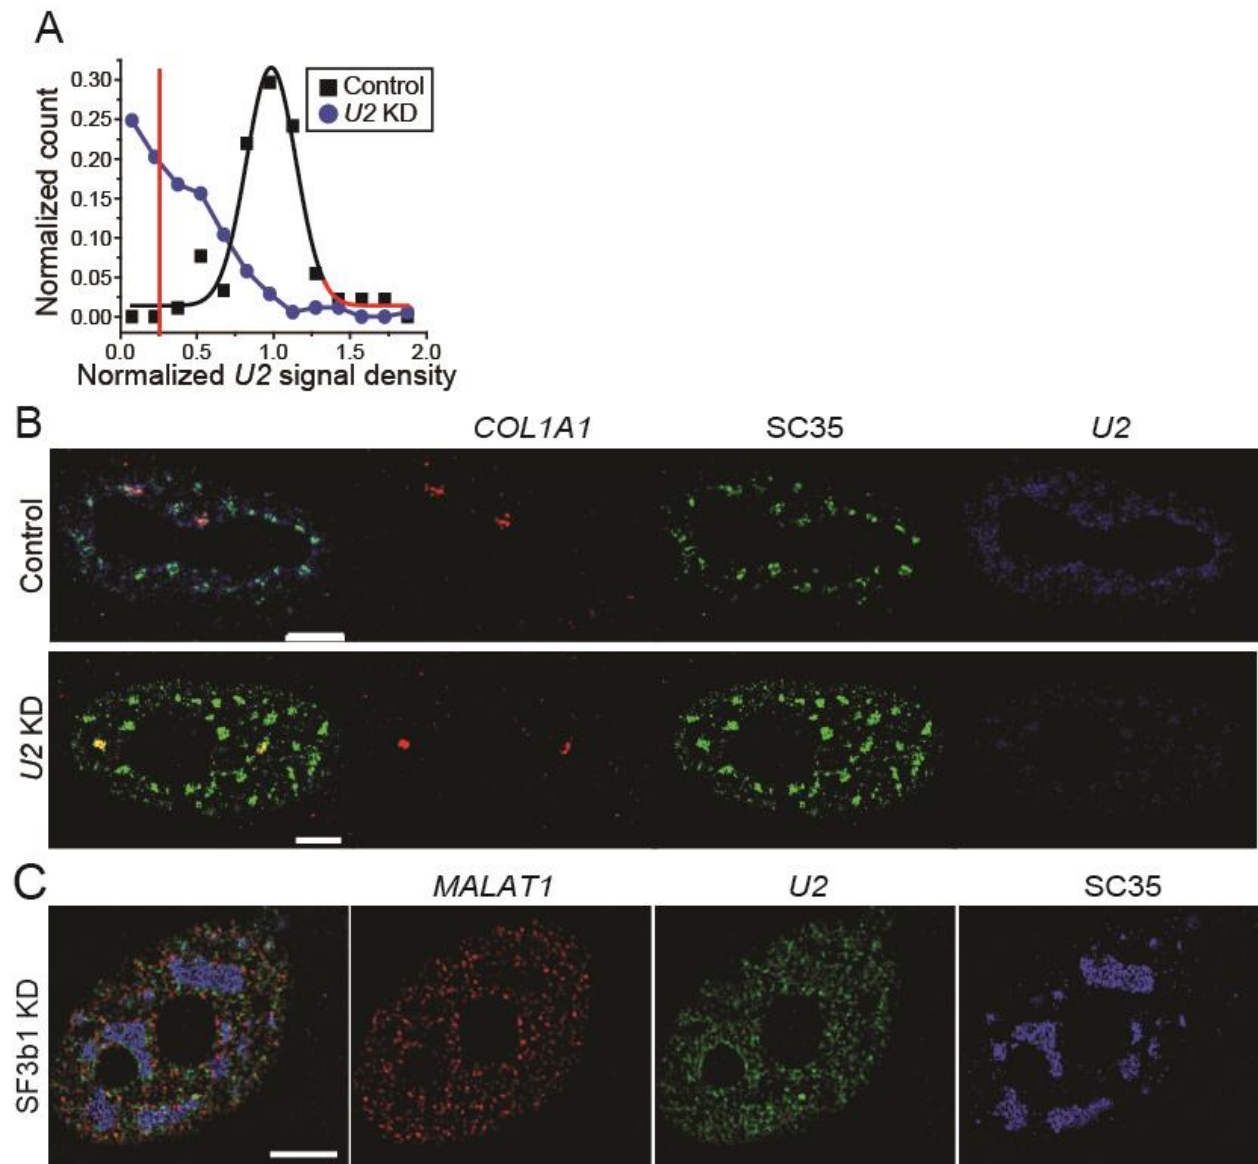 A
Normalized count
0.30
0.25
0.20
0.15
0.10
0.05
0.00
Control
U2 KD
0.0 0.5 1.0 1.5 2.0
Normalized U2 signal density
B
COL1A1 SC35 U2
Control
U2 KD
C
MALAT1 U2 SC35
SF3b1 KD